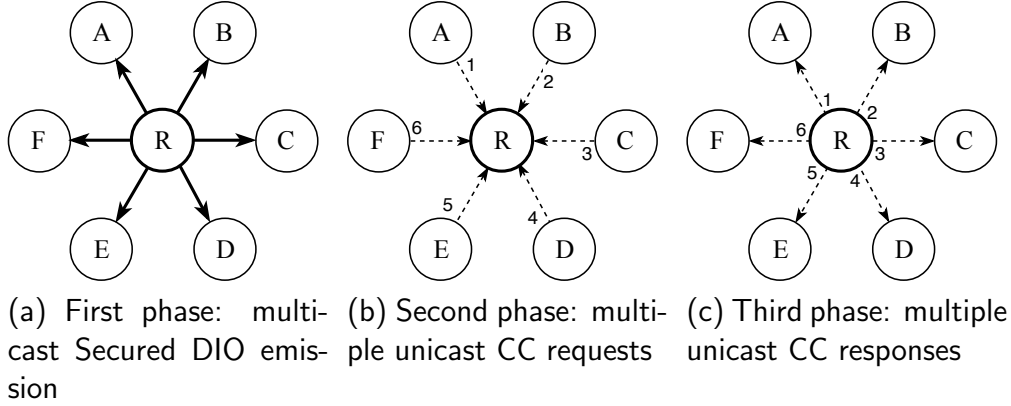 A B
F R C
E D
A B
1 2
F 6 R 3 C
5 4
E D
A B
1 2
F 6 R 3 C
5 4
E D
(a) First phase: multi-
cast Secured DIO emis-
sion
(b) Second phase: multi-
ple unicast CC requests
(c) Third phase: multiple
unicast CC responses